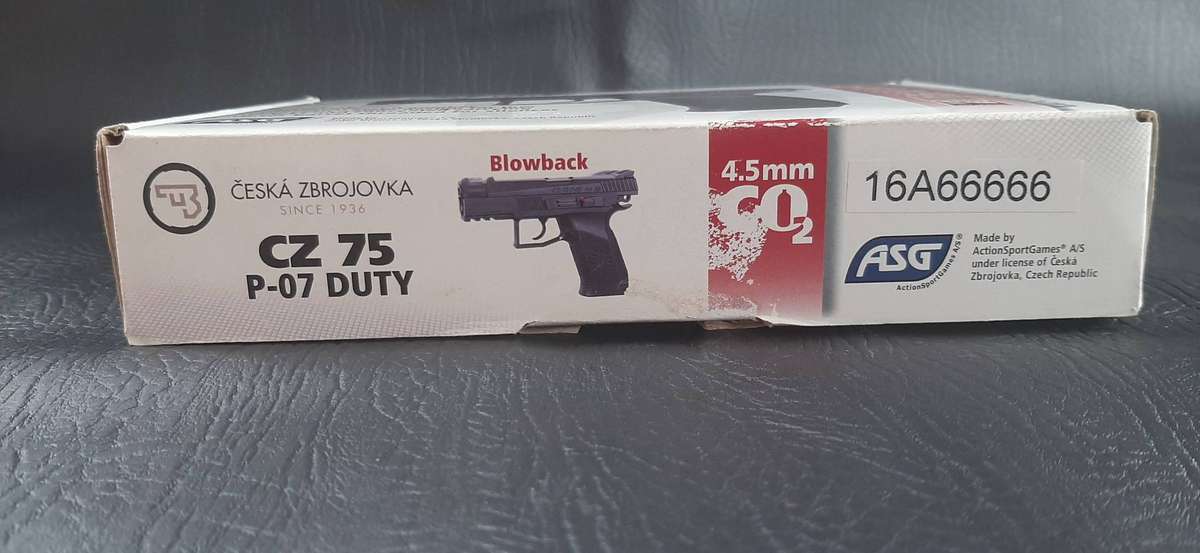 ČESKÁ ZBROJOVKA
SINCE 1936
CZ 75
P-07 DUTY
Blowback
4.5mm
CO2
16A66666
ASG
ActionSportGames A/S®
Made by
ActionSportGames® A/S
under license of Česká
Zbrojovka, Czech Republic